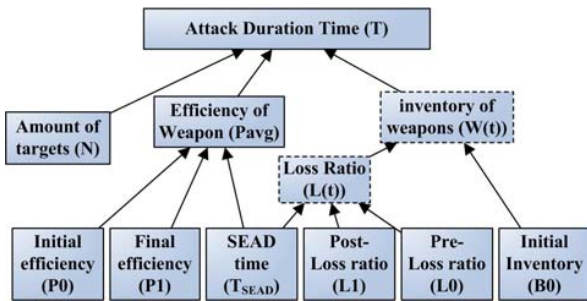 Attack Duration Time (T)
Amount of
targets (N)
Efficiency of
Weapon (Pavg)
inventory of
weapons (W(t))
Loss Ratio
(L(t))
Initial
efficiency
(P0)
Final
efficiency
(P1)
SEAD
time
(TSEAD)
Post-
Loss ratio
(L1)
Pre-
Loss ratio
(L0)
Initial
Inventory
(B0)